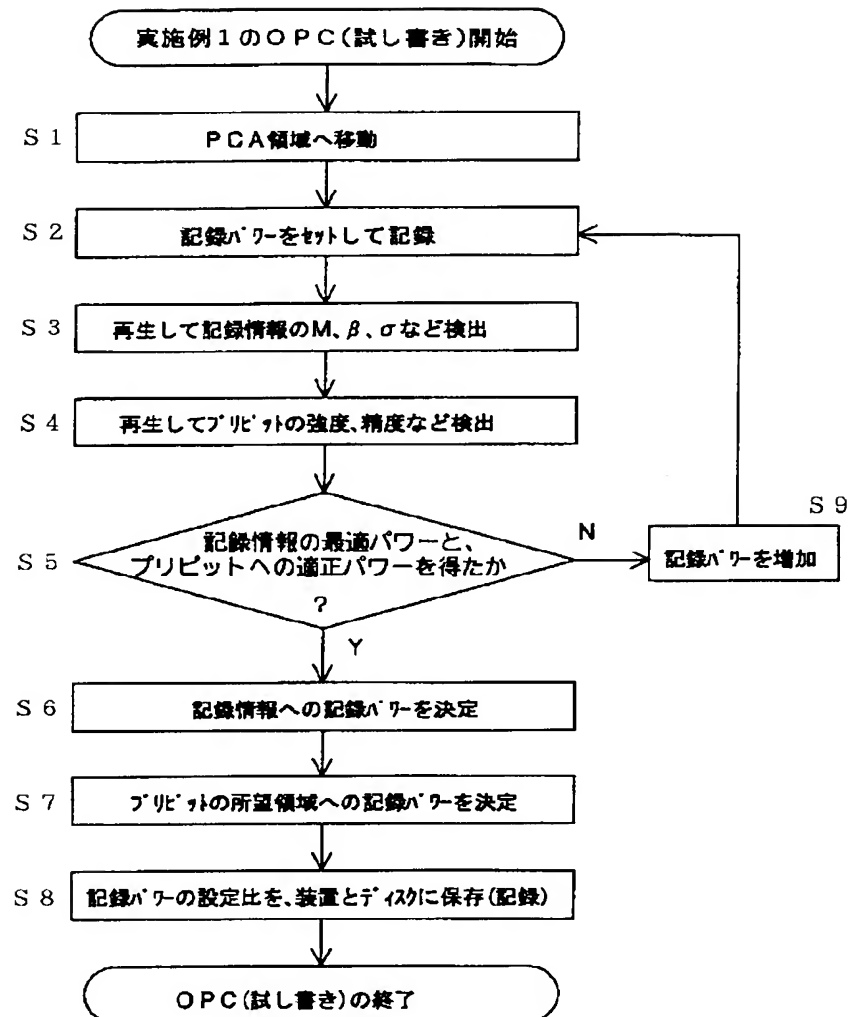 実施例1のOPC(試し書き)開始
S1
PCA領域へ移動
S2
記録ﾊﾟﾜｰをｾｯﾄして記録
S3
再生して記録情報のM、β、σなど検出
S4
再生してﾌﾟﾘﾋﾟｯﾄの強度、精度など検出
S5
記録情報の最適パワーと、
プリピットへの適正パワーを得たか
?
N
S9
記録ﾊﾟﾜｰを増加
Y
S6
記録情報への記録ﾊﾟﾜｰを決定
S7
ﾌﾟﾘﾋﾟｯﾄの所望領域への記録ﾊﾟﾜｰを決定
S8
記録ﾊﾟﾜｰの設定比を、装置とﾃﾞｨｽｸに保存(記録)
OPC(試し書き)の終了